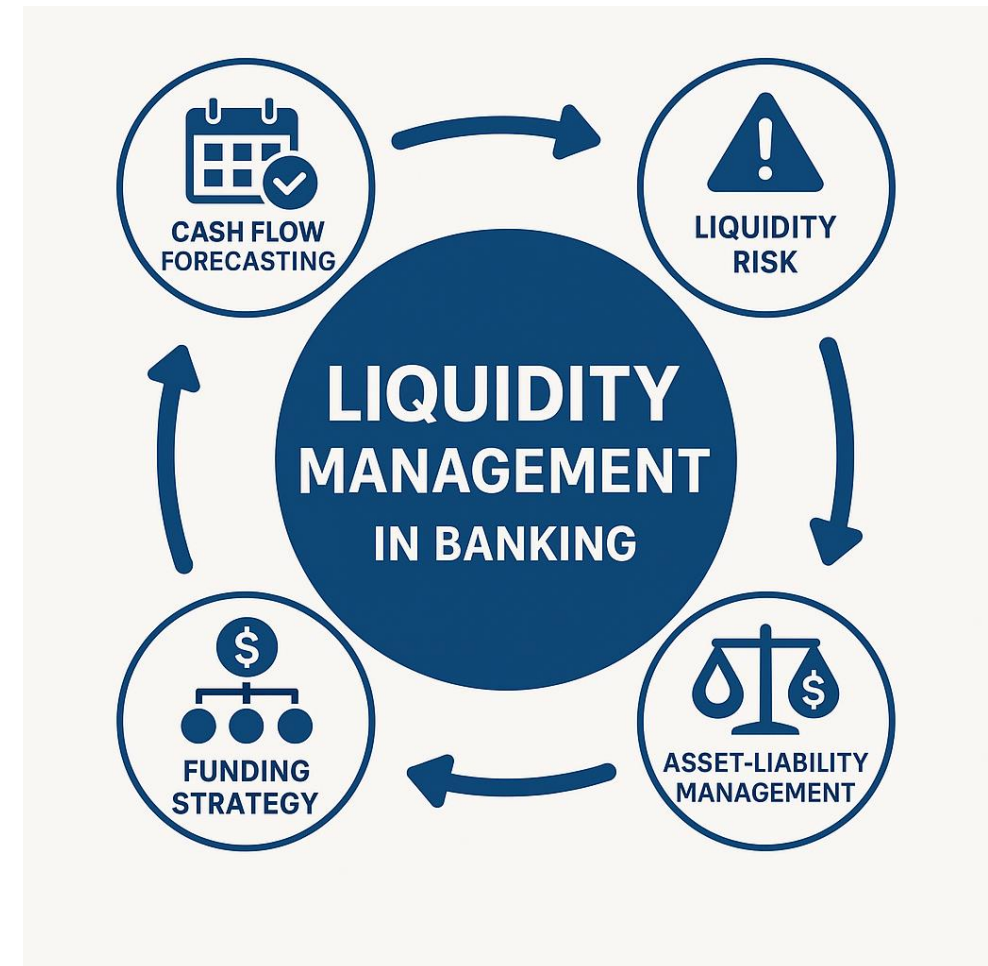 CASH FLOW
FORECASTING
LIQUIDITY
RISK
LIQUIDITY
MANAGEMENT
IN BANKING
$
FUNDING
STRATEGY
$
ASSET-LIABILITY
MANAGEMENT